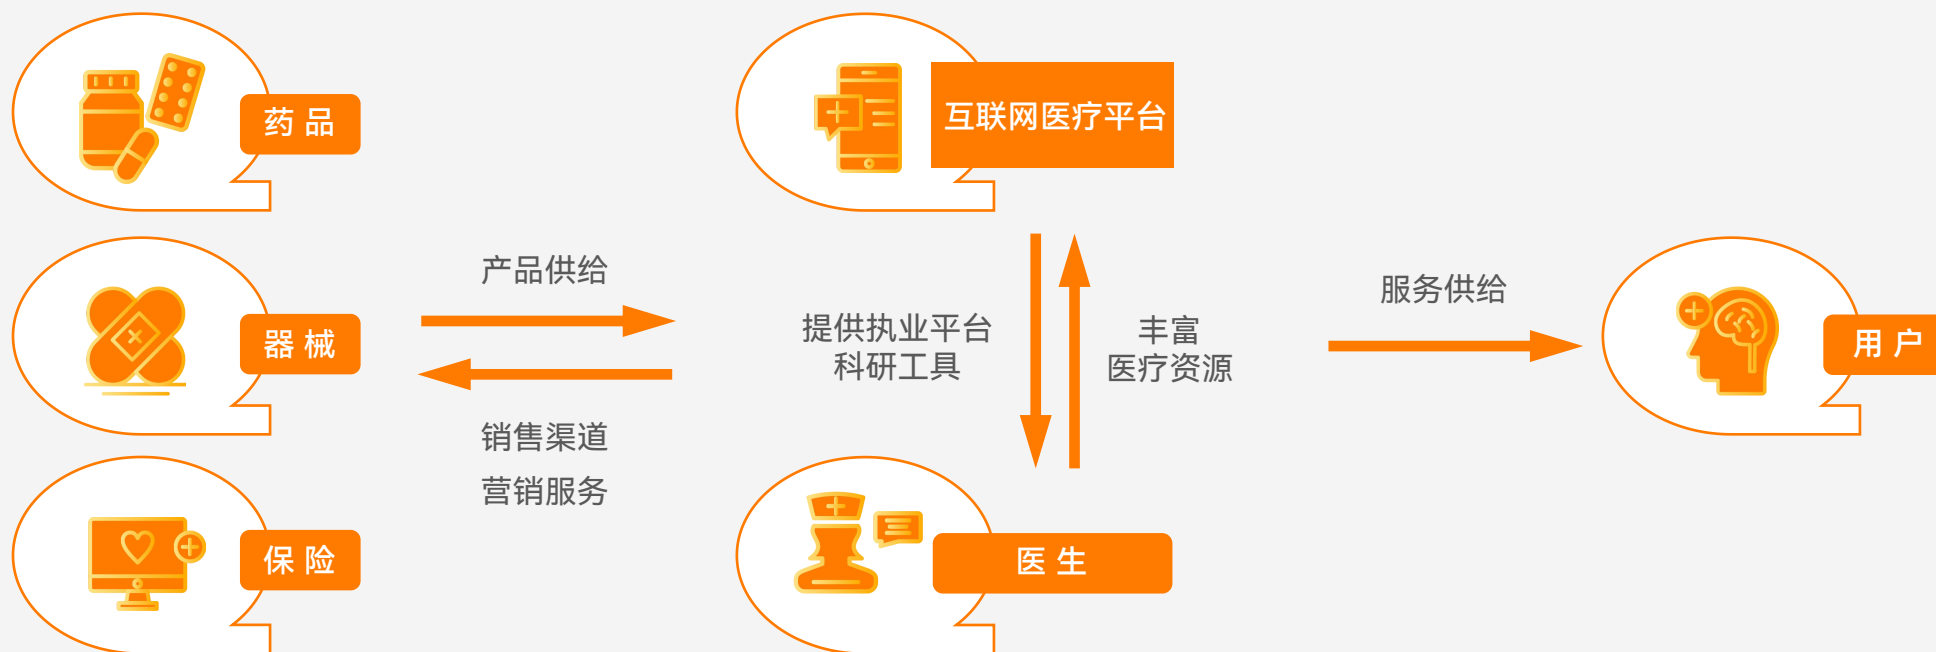 药品
器械
保险
产品供给
销售渠道
营销服务
互联网医疗平台
提供执业平台
科研工具
丰富
医疗资源
医生
服务供给
用户